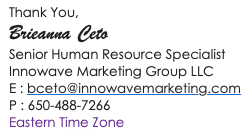 Thank You,
Brieanna Ceto
Senior Human Resource Specialist
Innowave Marketing Group LLC
E : bceto@innowavemarketing.com
P : 650-488-7266
Eastern Time Zone